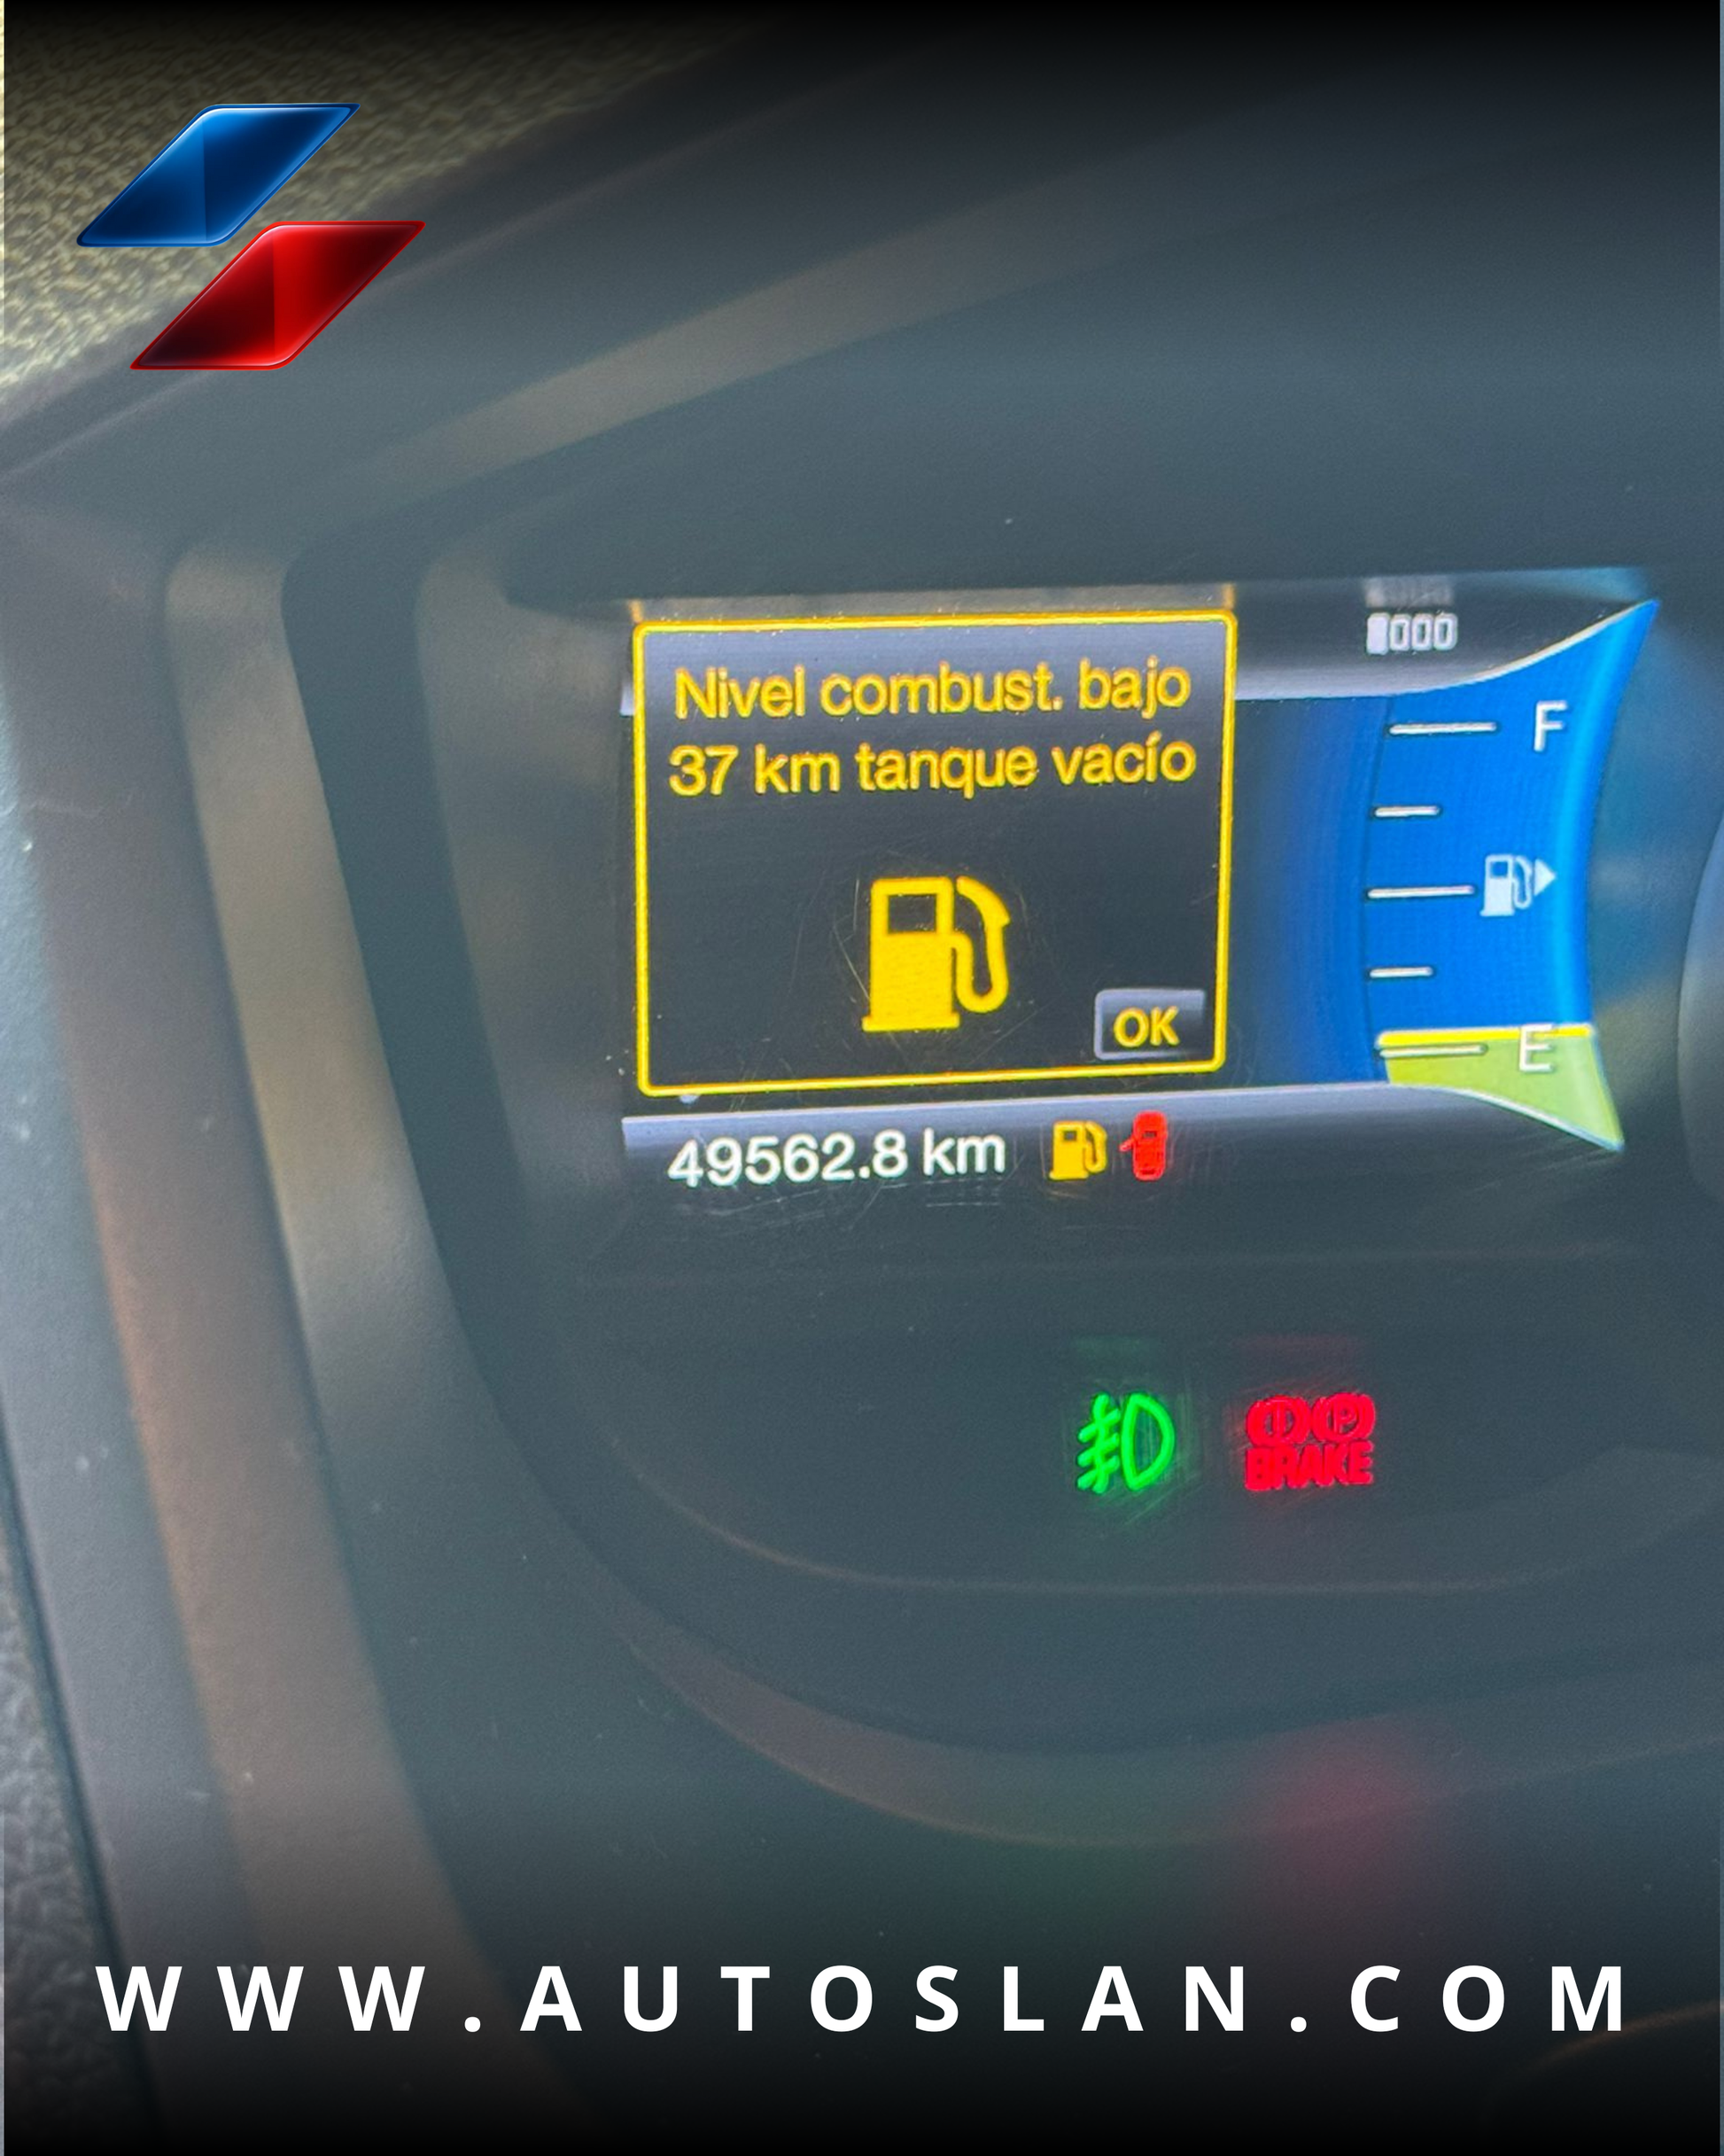 Nivel combust. bajo
37 km tanque vacío
OK
F
E
49562.8 km
BRAKE
WWW.AUTOSLAN.COM